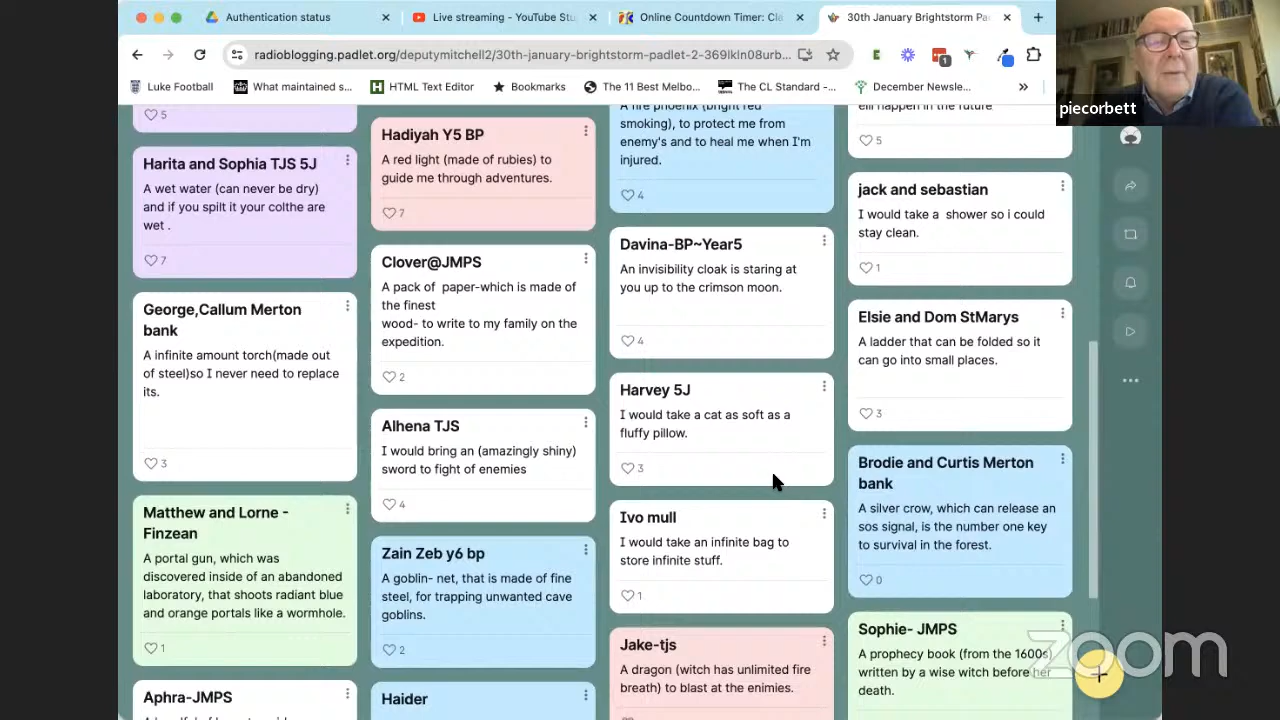 Authentication status
Live streaming - YouTube Stu
Online Countdown Timer: Cla
30th January Brightstorm Pa
radioblogging.padlet.org/deputymitchell2/30th-january-brightstorm-padlet-2-369lkln08urb...
1
Luke Football
What maintained s...
HTML Text Editor
Bookmarks
The 11 Best Melbo...
The CL Standard -...
December Newsle...
piecorbett
5
Harita and Sophia TJS 5J
A wet water (can never be dry)
and if you spilt it your colthe are
wet .
7
George,Callum Merton
bank
A infinite amount torch(made out
of steel)so I never need to replace
its.
3
Matthew and Lorne -
Finzean
A portal gun, which was
discovered inside of an abandoned
laboratory, that shoots radiant blue
and orange portals like a wormhole.
1
Aphra-JMPS
Hadiyah Y5 BP
A red light (made of rubies) to
guide me through adventures.
7
Clover@JMPS
A pack of paper-which is made of
the finest
wood- to write to my family on the
expedition.
2
Alhena TJS
I would bring an (amazingly shiny)
sword to fight of enemies
4
Zain Zeb y6 bp
A goblin- net, that is made of fine
steel, for trapping unwanted cave
goblins.
2
Haider
A fire phoenix (bright red
smoking), to protect me from
enemy's and to heal me when I'm
injured.
4
Davina-BP~Year5
An invisibility cloak is staring at
you up to the crimson moon.
4
Harvey 5J
I would take a cat as soft as a
fluffy pillow.
3
Ivo mull
I would take an infinite bag to
store infinite stuff.
1
Jake-tjs
A dragon (witch has unlimited fire
breath) to blast at the enimies.
happen in the future
5
jack and sebastian
I would take a shower so i could
stay clean.
1
Elsie and Dom StMarys
A ladder that can be folded so it
can go into small places.
3
Brodie and Curtis Merton
bank
A silver crow, which can release an
sos signal, is the number one key
to survival in the forest.
0
Sophie- JMPS
A prophecy book (from the 1600s)
written by a wise witch before her
death.
zoom